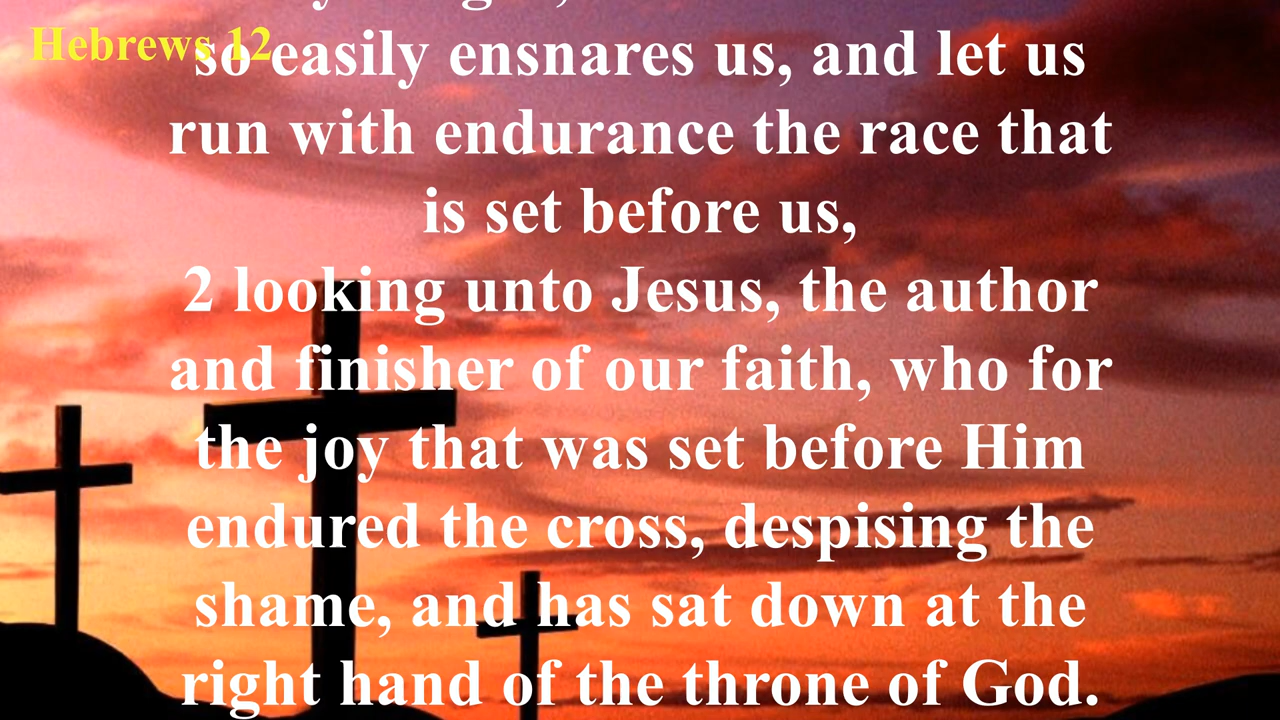 Hebrews 12
so easily ensnares us, and let us
run with endurance the race that
is set before us,
2 looking unto Jesus, the author
and finisher of our faith, who for
the joy that was set before Him
endured the cross, despising the
shame, and has sat down at the
right hand of the throne of God.